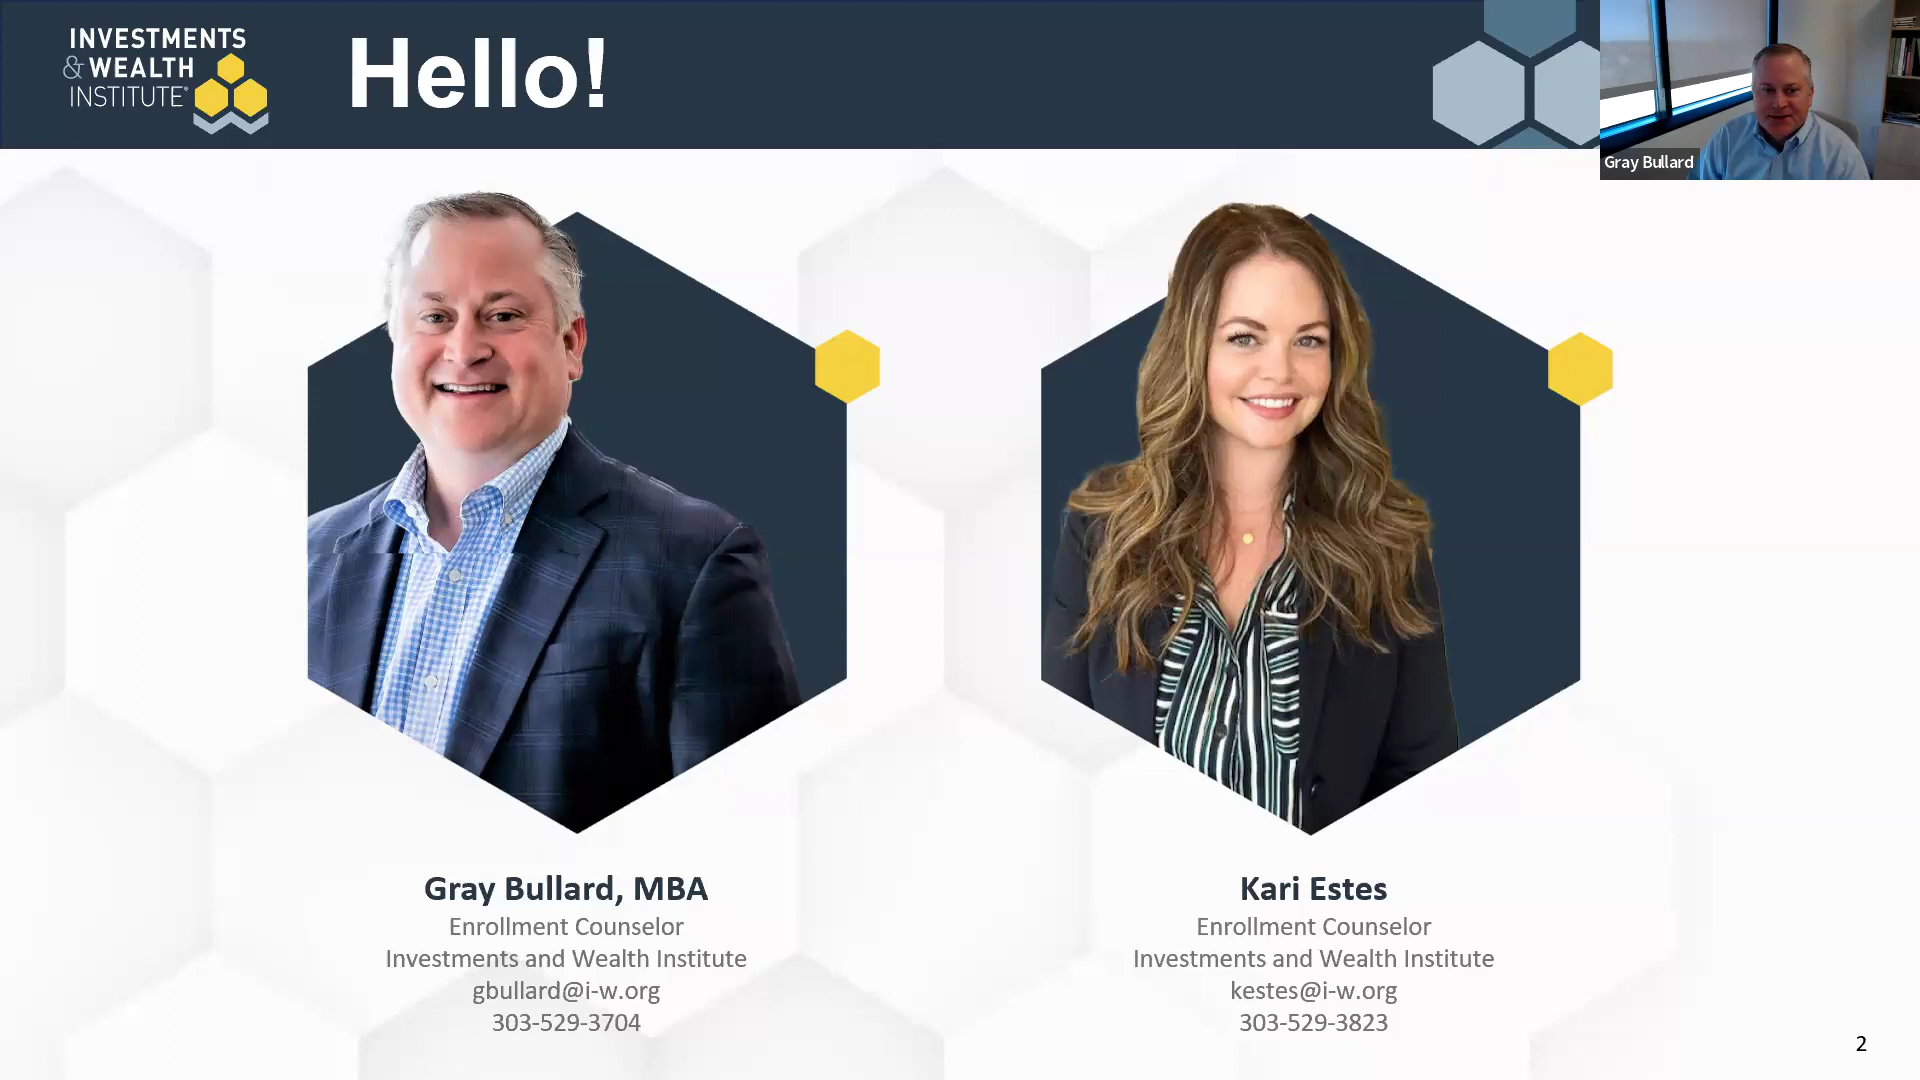 INVESTMENTS
& WEALTH
INSTITUTE®
Hello!
Gray Bullard
Gray Bullard, MBA
Enrollment Counselor
Investments and Wealth Institute
gbullard@i-w.org
303-529-3704
Kari Estes
Enrollment Counselor
Investments and Wealth Institute
kestes@i-w.org
303-529-3823
2